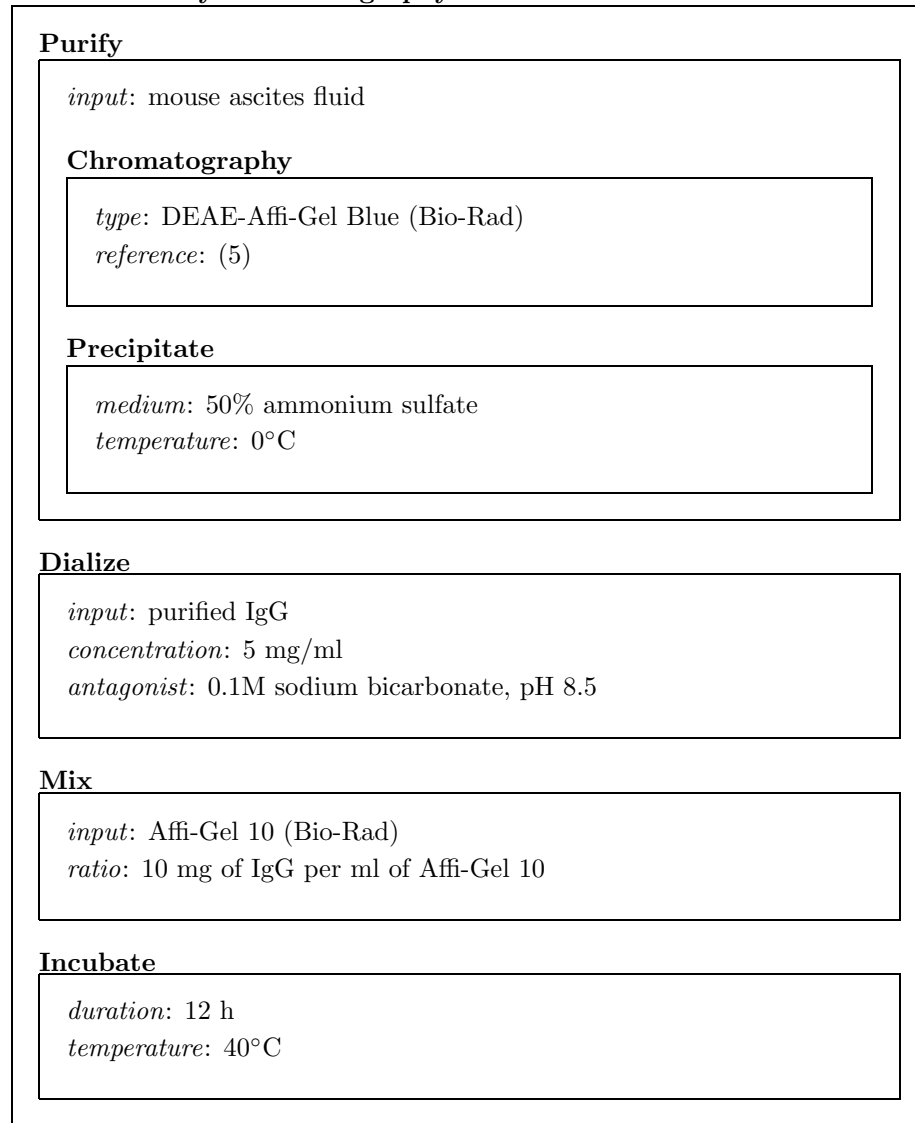 Purify
input: mouse ascites fluid
Chromatography
type: DEAE-Affi-Gel Blue (Bio-Rad)
reference: (5)
Precipitate
medium: 50% ammonium sulfate
temperature: 0°C
Dialize
input: purified IgG
concentration: 5 mg/ml
antagonist: 0.1M sodium bicarbonate, pH 8.5
Mix
input: Affi-Gel 10 (Bio-Rad)
ratio: 10 mg of IgG per ml of Affi-Gel 10
Incubate
duration: 12 h
temperature: 40°C